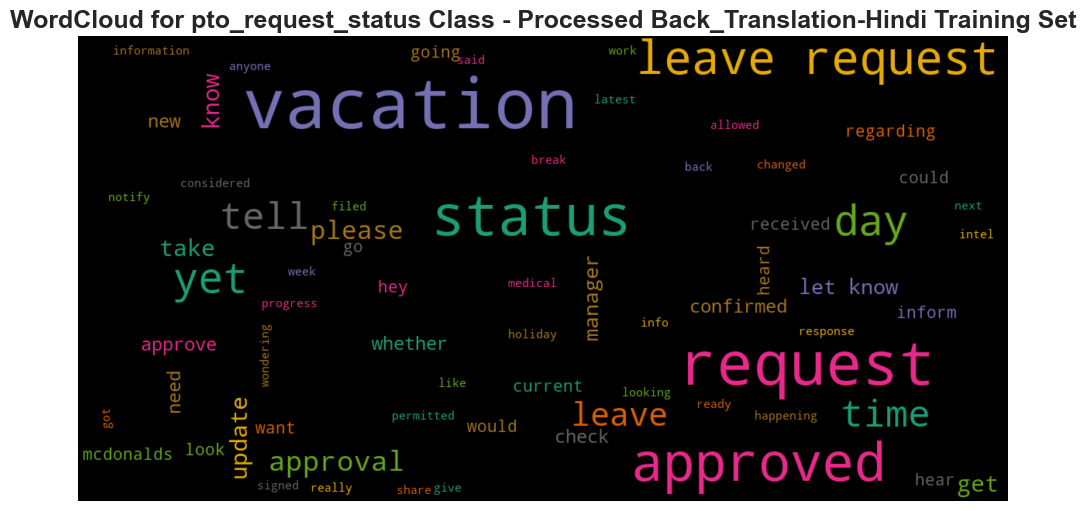 WordCloud for pto_request_status Class - Processed Back_Translation-Hindi Training Set
information
going
said
work
leave request
anyone
know
vacation
latest
new
allowed
regarding
break
back
changed
could
considered
notify
filed
tell
please
status
received
day
next
intel
take
go
yet
week
hey
medical
manager
heard
let know
progress
confirmed
inform
info
response
approve
wondering
whether
holiday
request
need
like
current
looking
ready
happening
got
update
want
permitted
would
leave
check
time
mcdonalds
look
approval
approved
signed
really
share
give
hear
get